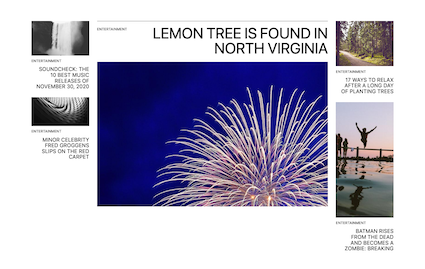 ENTERTAINMENT
SOUNDCHECK: THE
10 BEST MUSIC
RELEASES OF
NOVEMBER 30, 2020
ENTERTAINMENT
MINOR CELEBRITY
FRED GROGGENS
SLIPS ON THE RED
CARPET
ENTERTAINMENT
LEMON TREE IS FOUND IN
NORTH VIRGINIA
ENTERTAINMENT
17 WAYS TO RELAX
AFTER A LONG DAY
OF PLANTING TREES
ENTERTAINMENT
BATMAN RISES
FROM THE DEAD
AND BECOMES A
ZOMBIE: BREAKING